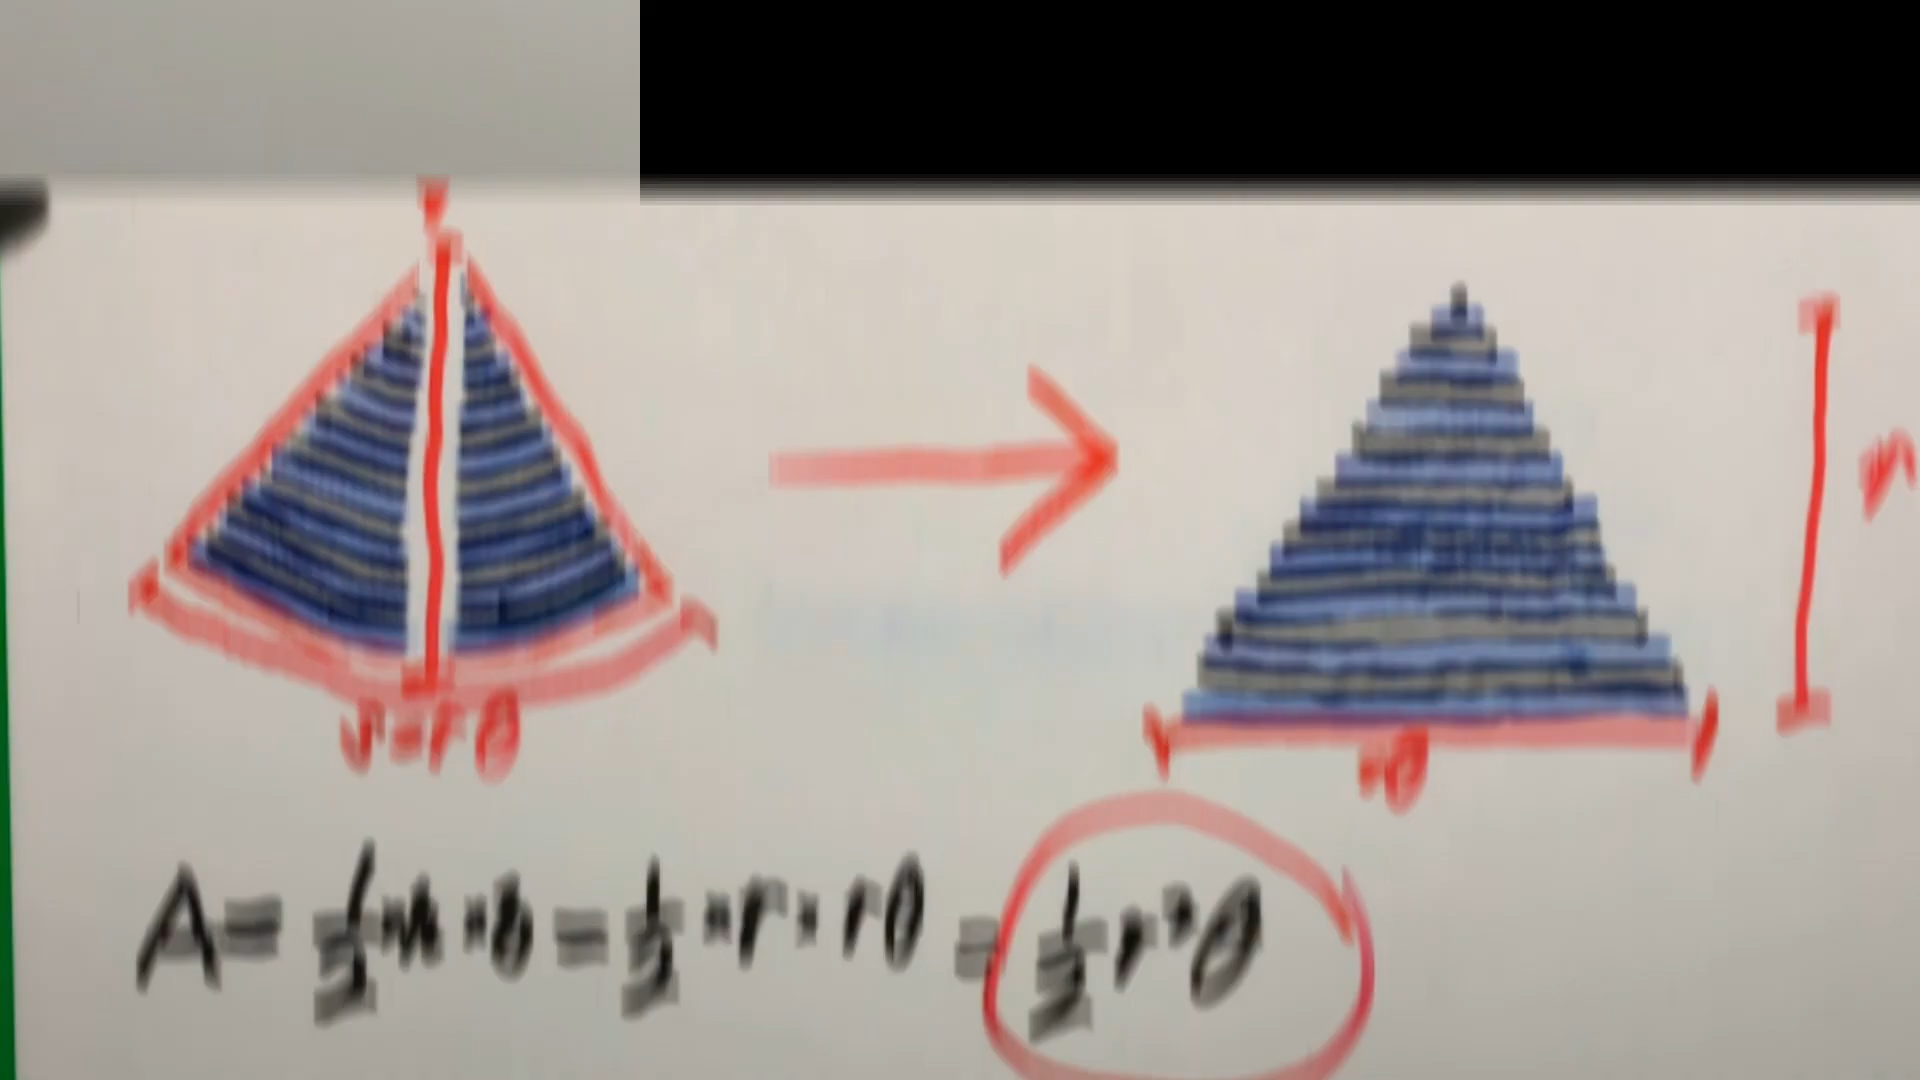 r
s=rθ
rθ
A= 1/2·h·b = 1/2·r·rθ = 1/2 r²θ